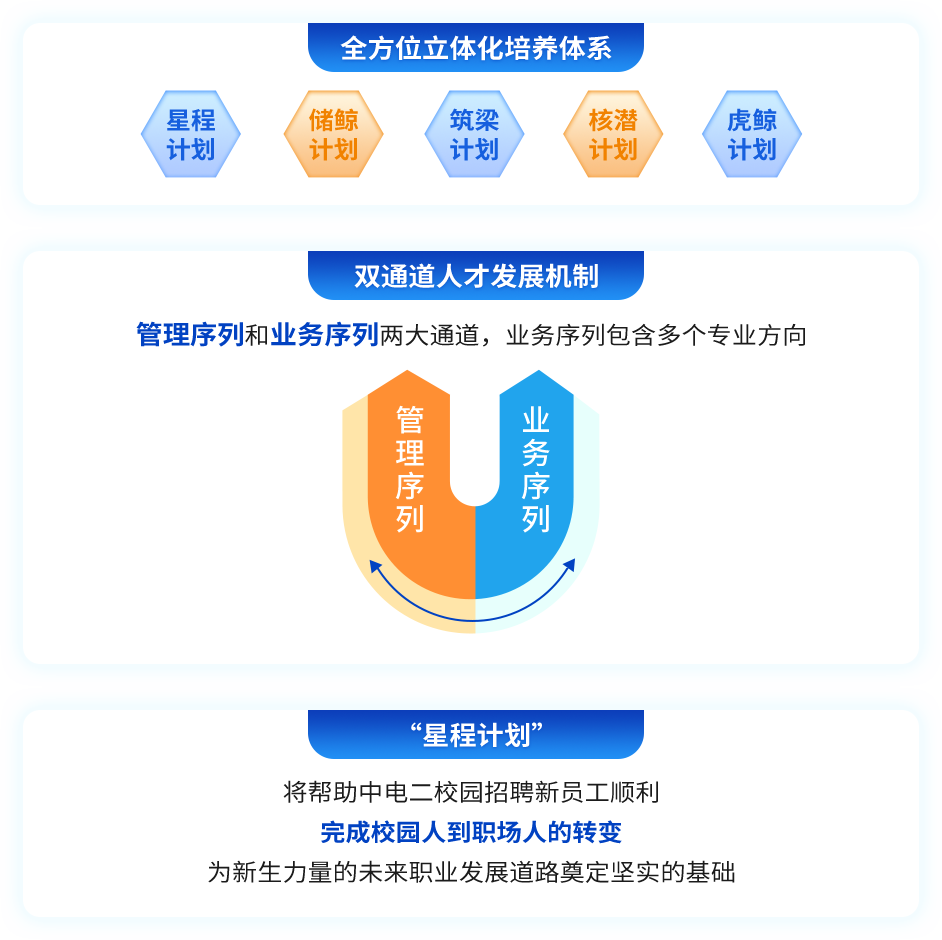 全方位立体化培养体系
星程
计划
储鲸
计划
筑梁
计划
核潜
计划
虎鲸
计划
双通道人才发展机制
管理序列和业务序列两大通道，业务序列包含多个专业方向
管理序列
业务序列
“星程计划”
将帮助中电二校园招聘新员工顺利
完成校园人到职场人的转变
为新生力量的未来职业发展道路奠定坚实的基础